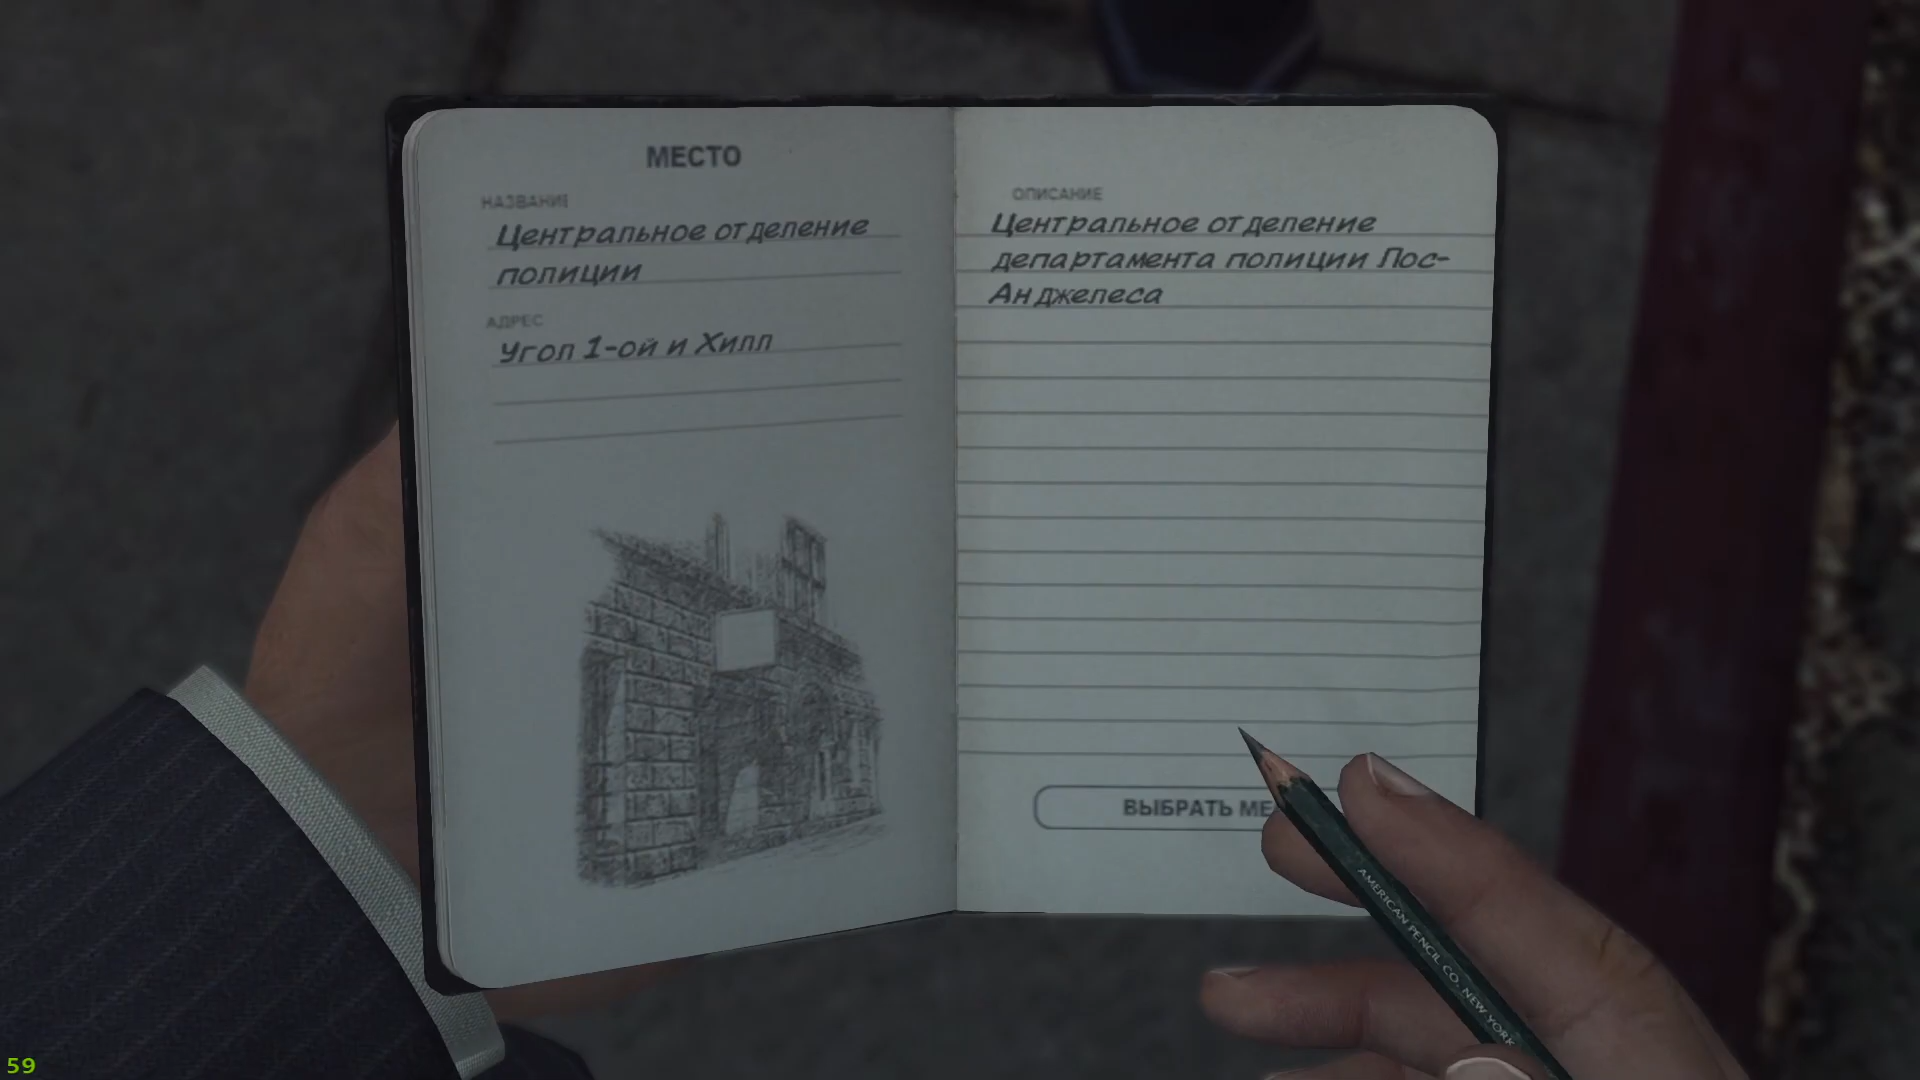 МЕСТО
НАЗВАНИЕ
Центральное отделение
полиции
АДРЕС
Угол 1-ой и Хилл
ОПИСАНИЕ
Центральное отделение
департамента полиции Лос-
Анджелеса
ВЫБРАТЬ МЕ
AMERICAN PENCIL CO. NEW YORK
59